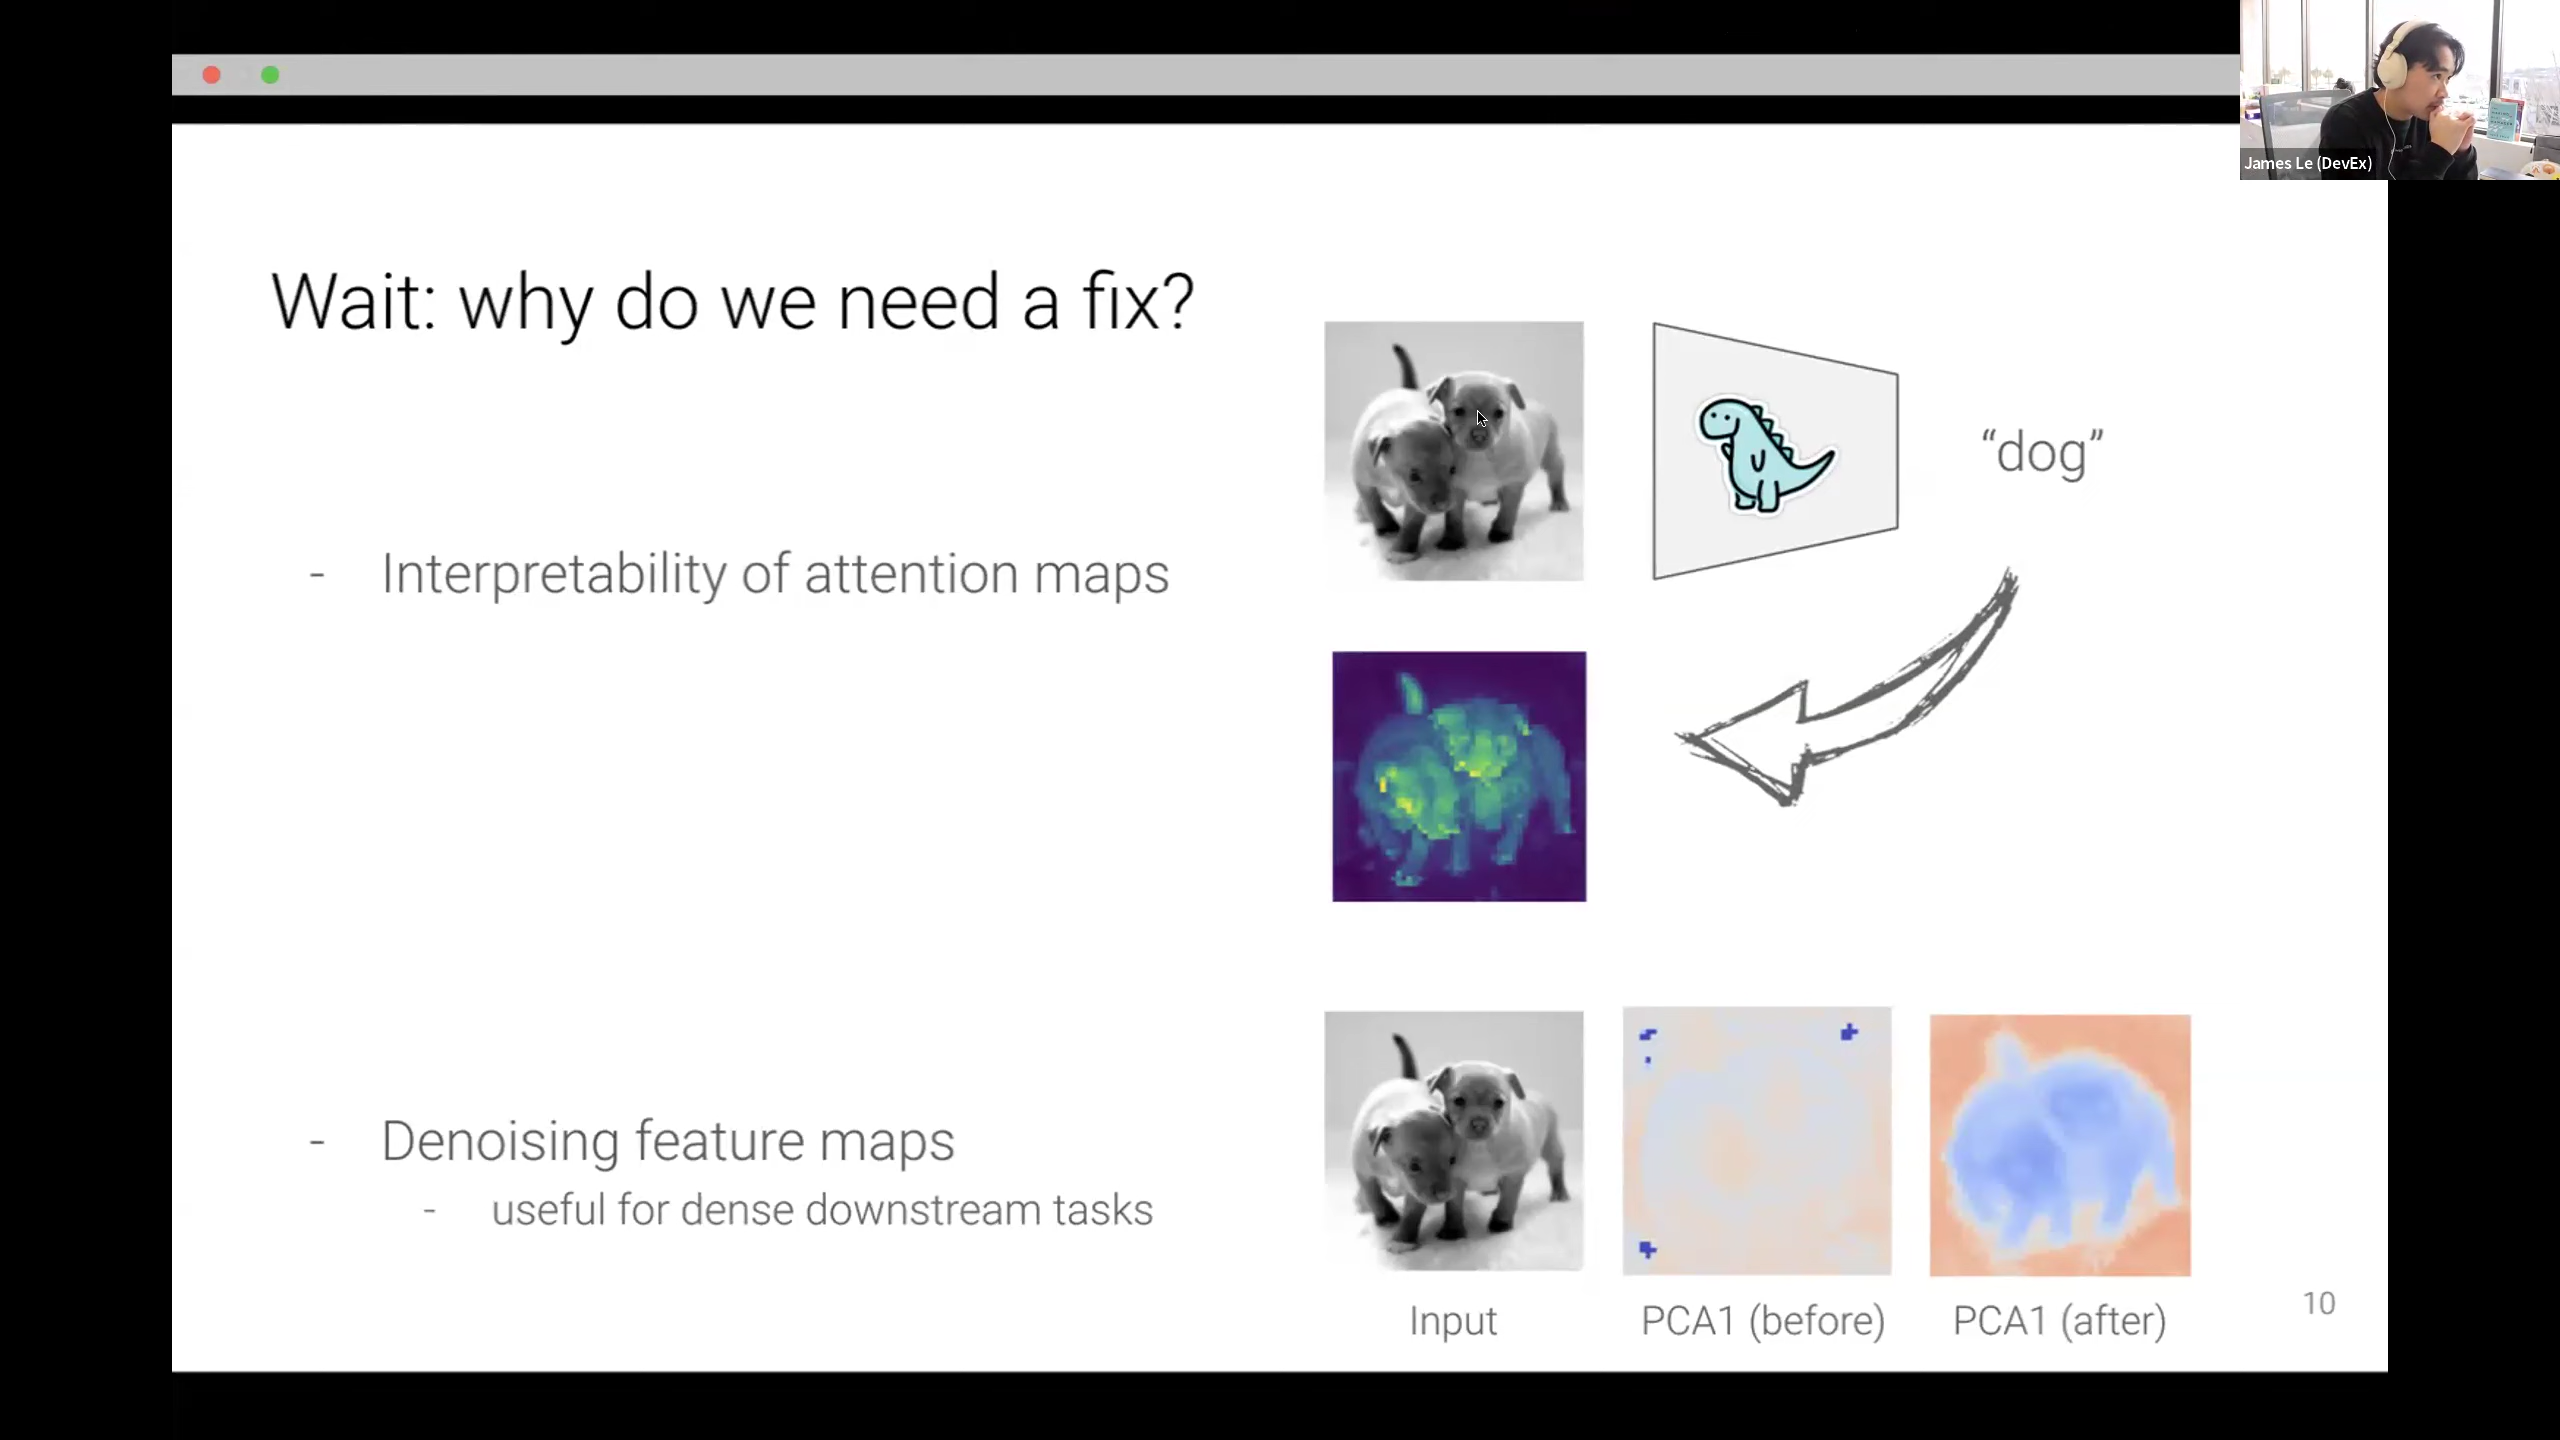 James Le (DevEx)
Wait: why do we need a fix?
“dog”
- Interpretability of attention maps
- Denoising feature maps
- useful for dense downstream tasks
Input
PCA1 (before)
PCA1 (after)
10